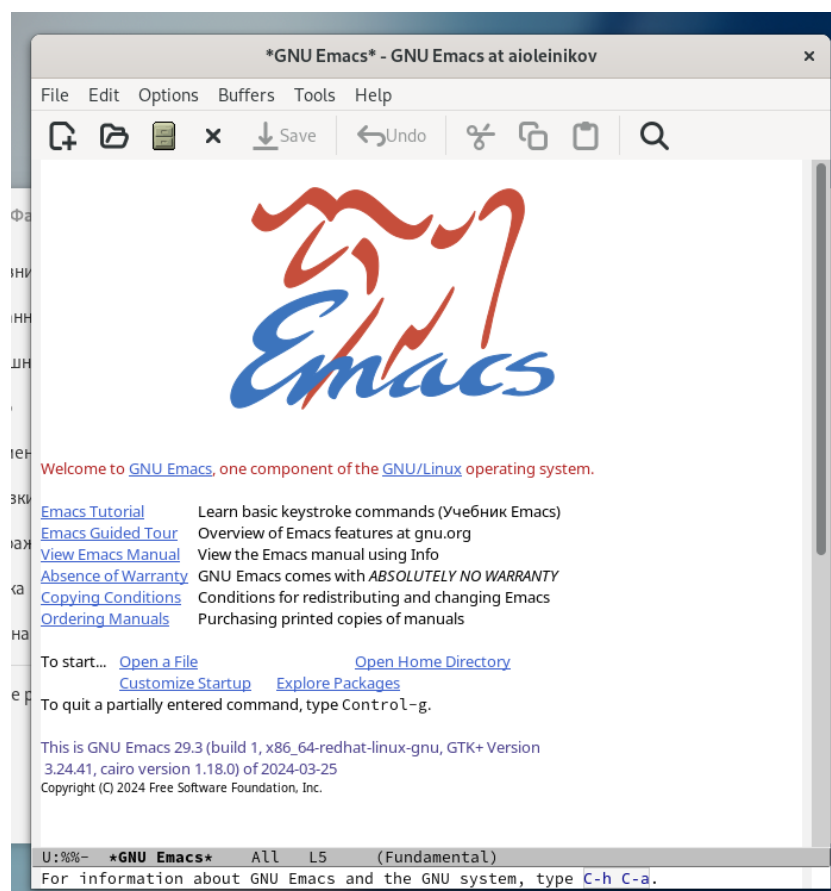 *GNU Emacs* - GNU Emacs at aioleinikov ×
File Edit Options Buffers Tools Help
Save Undo
Emacs
Welcome to GNU Emacs, one component of the GNU/Linux operating system.
Emacs Tutorial Learn basic keystroke commands (Учебник Emacs)
Emacs Guided Tour Overview of Emacs features at gnu.org
View Emacs Manual View the Emacs manual using Info
Absence of Warranty GNU Emacs comes with ABSOLUTELY NO WARRANTY
Copying Conditions Conditions for redistributing and changing Emacs
Ordering Manuals Purchasing printed copies of manuals
To start... Open a File Open Home Directory
Customize Startup Explore Packages
To quit a partially entered command, type Control-g.
This is GNU Emacs 29.3 (build 1, x86_64-redhat-linux-gnu, GTK+ Version
3.24.41, cairo version 1.18.0) of 2024-03-25
Copyright (C) 2024 Free Software Foundation, Inc.
U:%%- *GNU Emacs* All L5 (Fundamental)
For information about GNU Emacs and the GNU system, type C-h C-a.